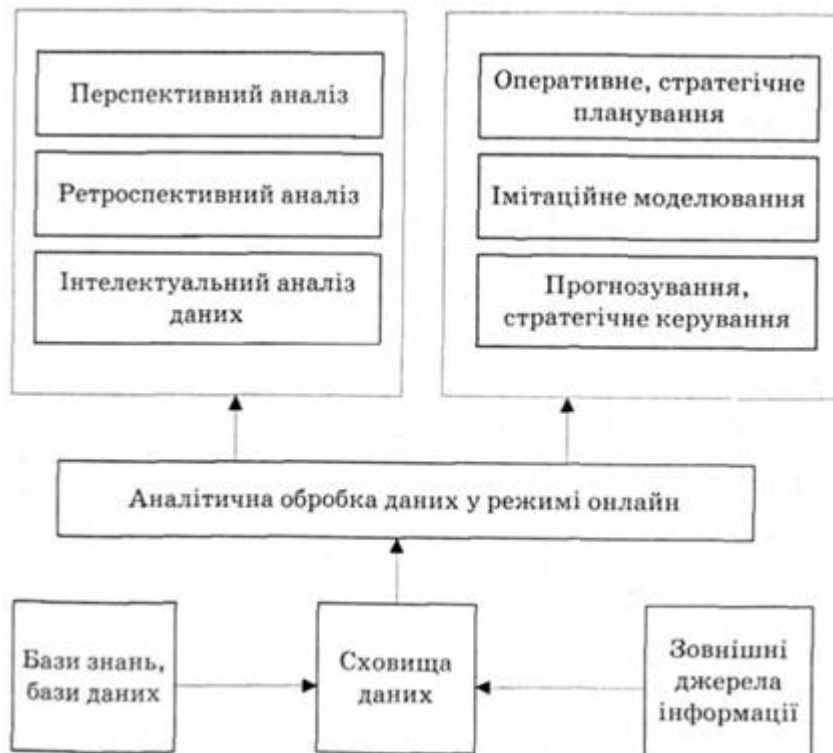 Перспективний аналіз
Ретроспективний аналіз
Інтелектуальний аналіз
даних
Оперативне, стратегічне
планування
Імітаційне моделювання
Прогнозування,
стратегічне керування
Аналітична обробка даних у режимі онлайн
Бази знань,
бази даних
Сховища
даних
Зовнішні
джерела
інформації